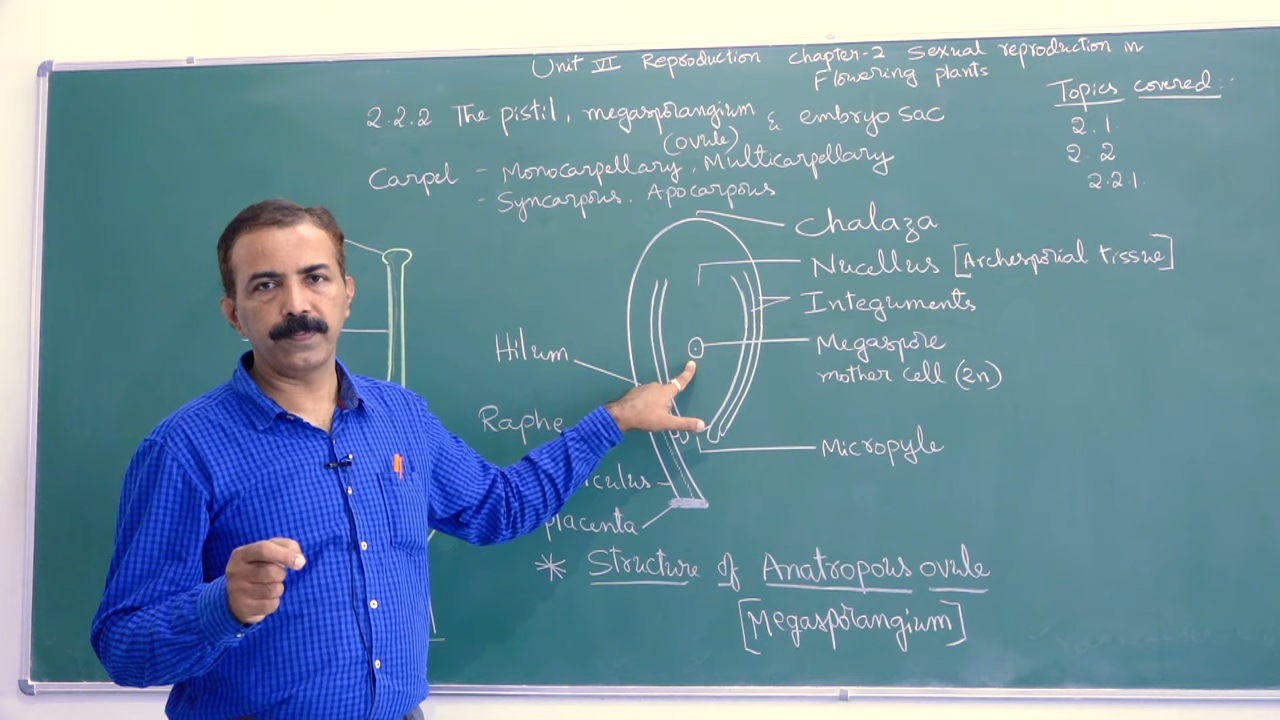 Unit VI Reproduction chapter-2 Sexual reproduction in
Flowering plants
Topics covered:
2.1
2.2
2.2.1.
2.2.2 The pistil, megasporangium & embryo sac
(ovule)
Carpel - Monocarpellary, Multicarpellary
- Syncarpous. Apocarpous
Chalaza
Nucellus [Archesporial tissue]
Integuments
Megaspore
mother cell (2n)
Micropyle
Hilum
Raphe
culus
placenta
* Structure of Anatropous ovule
[Megasporangium]